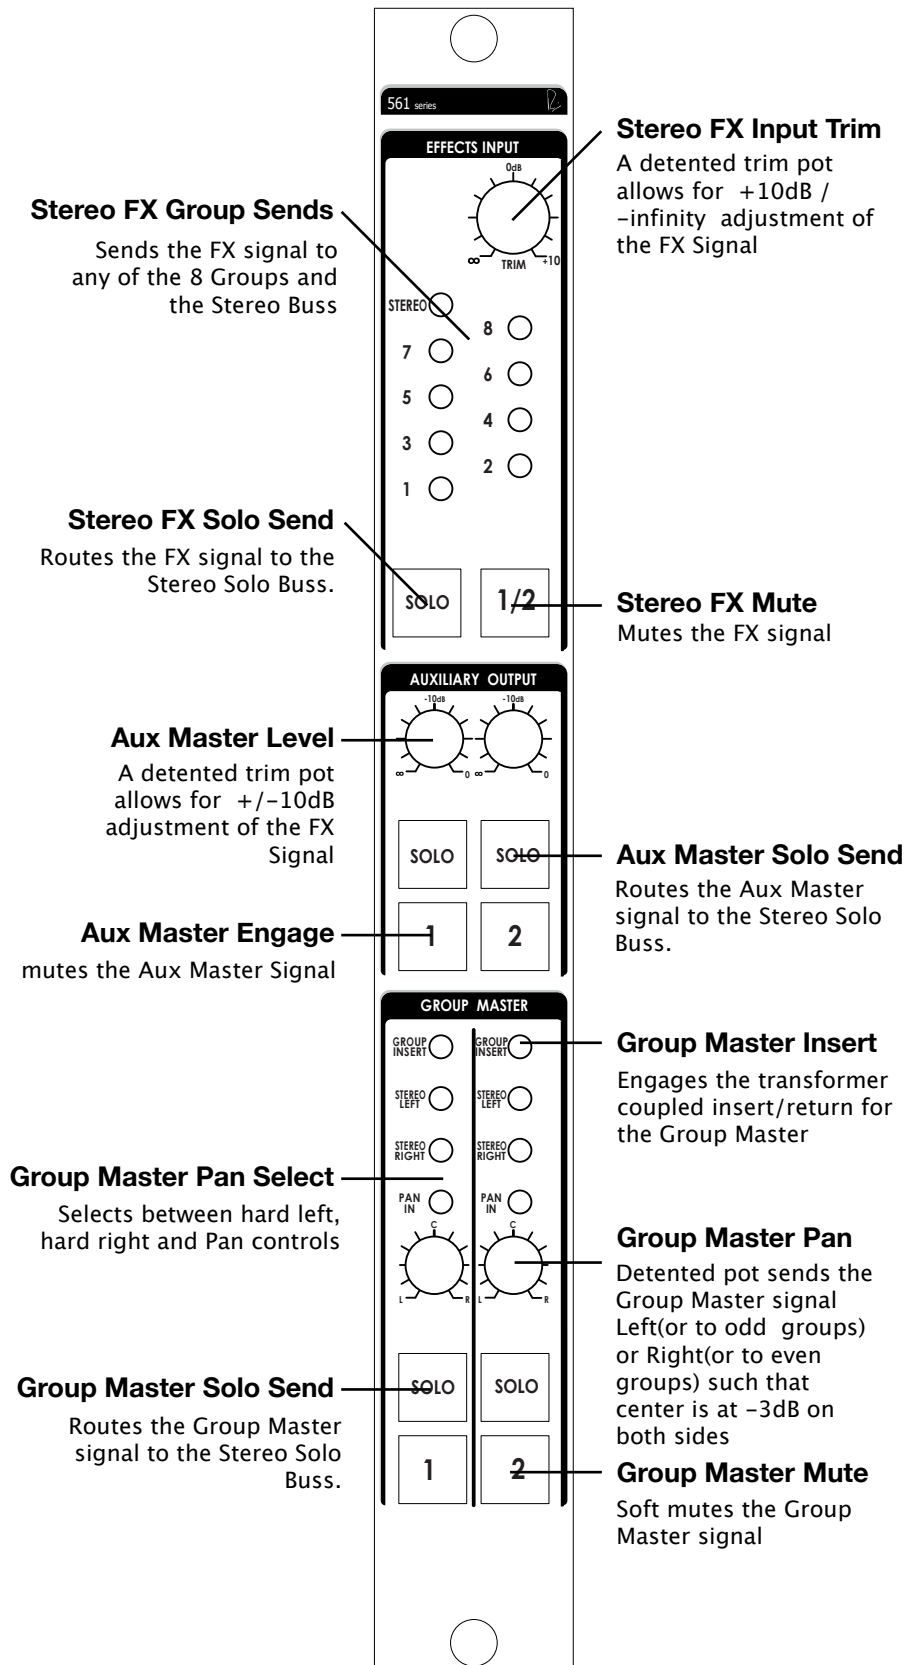 561 series
EFFECTS INPUT
0dB
∞
TRIM
+10
STEREO
8
7
6
5
4
3
2
1
SOLO
1/2
AUXILIARY OUTPUT
-10dB
-10dB
∞
0
∞
0
SOLO
SOLO
1
2
GROUP MASTER
GROUP
INSERT
GROUP
INSERT
STEREO
LEFT
STEREO
LEFT
STEREO
RIGHT
STEREO
RIGHT
PAN
IN
PAN
IN
C
C
L
R
L
R
SOLO
SOLO
1
2
Stereo FX Group Sends
Sends the FX signal to
any of the 8 Groups and
the Stereo Buss
Stereo FX Solo Send
Routes the FX signal to the
Stereo Solo Buss.
Aux Master Level
A detented trim pot
allows for +/-10dB
adjustment of the FX
Signal
Aux Master Engage
mutes the Aux Master Signal
Group Master Pan Select
Selects between hard left,
hard right and Pan controls
Group Master Solo Send
Routes the Group Master
signal to the Stereo Solo
Buss.
Stereo FX Input Trim
A detented trim pot
allows for +10dB /
-infinity adjustment of
the FX Signal
Stereo FX Mute
Mutes the FX signal
Aux Master Solo Send
Routes the Aux Master
signal to the Stereo Solo
Buss.
Group Master Insert
Engages the transformer
coupled insert/return for
the Group Master
Group Master Pan
Detented pot sends the
Group Master signal
Left(or to odd groups)
or Right(or to even
groups) such that
center is at -3dB on
both sides
Group Master Mute
Soft mutes the Group
Master signal